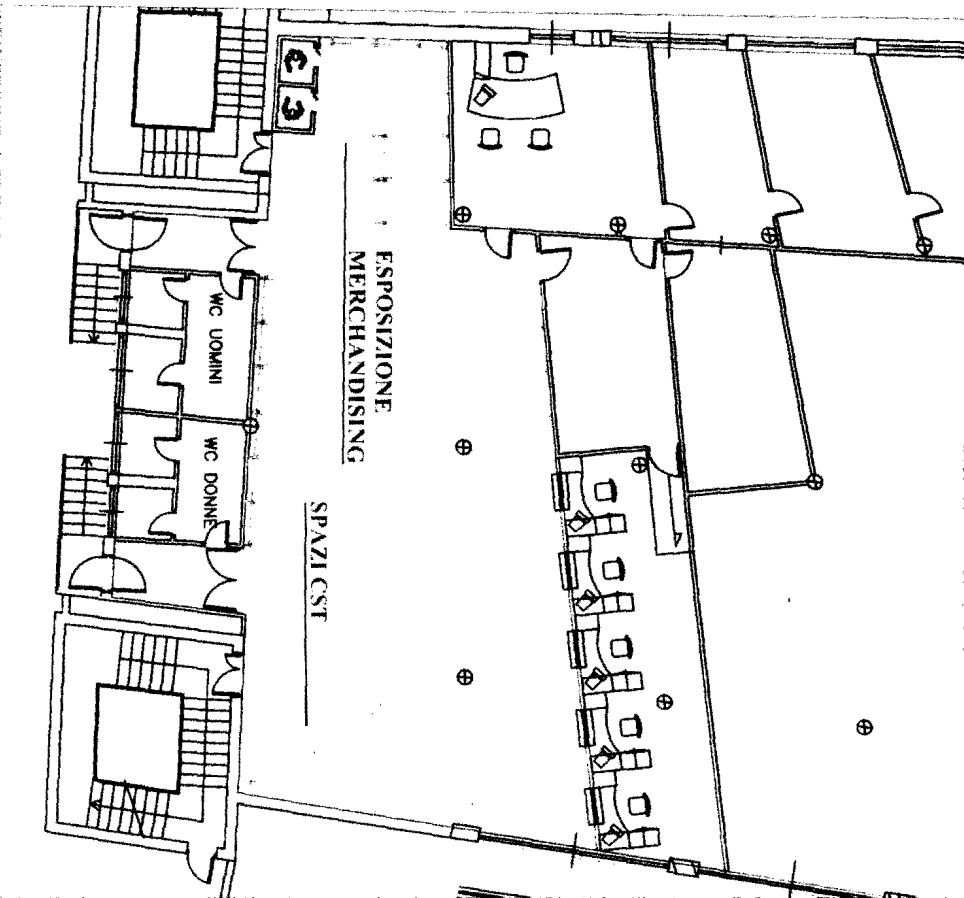 ESPOSIZIONE
MERCHANDISING
SPAZI CST
WC UOMINI
WC DONNE